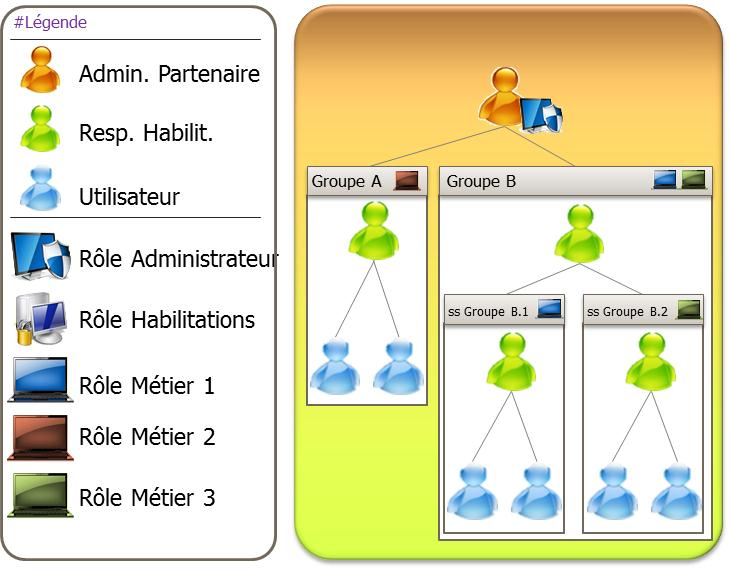 #Légende
Admin. Partenaire
Resp. Habilit.
Utilisateur
Rôle Administrateur
Rôle Habilitations
Rôle Métier 1
Rôle Métier 2
Rôle Métier 3
Groupe A
Groupe B
ss Groupe B.1
ss Groupe B.2